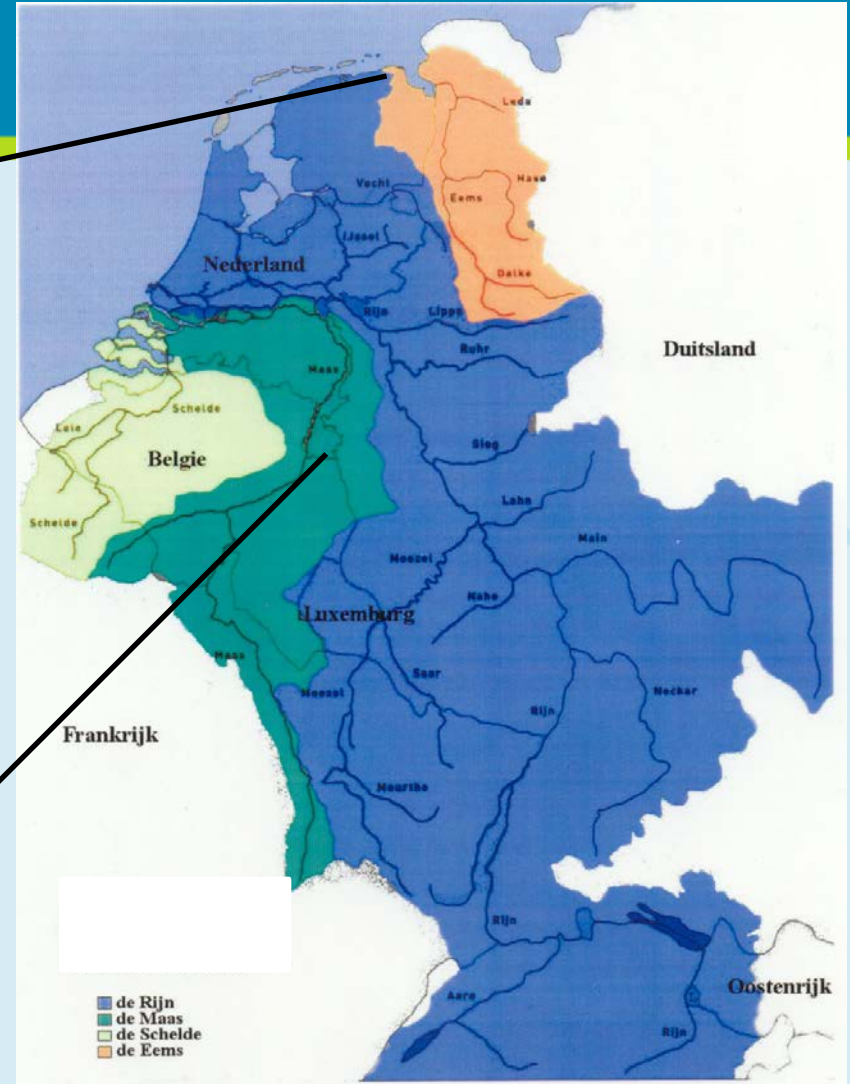 Leda
Hase
Vecht
Eems
IJssel
Dalke
Nederland
Rijn
Lippe
Ruhr
Duitsland
Maas
Schelde
Leie
Belgie
Sieg
Lahn
Schelde
Main
Moezel
Nahe
Luxemburg
Maas
Saar
Moezel
Neckar
Rijn
Frankrijk
Meurthe
Rijn
Oostenrijk
Aare
Rijn
de Rijn
de Maas
de Schelde
de Eems